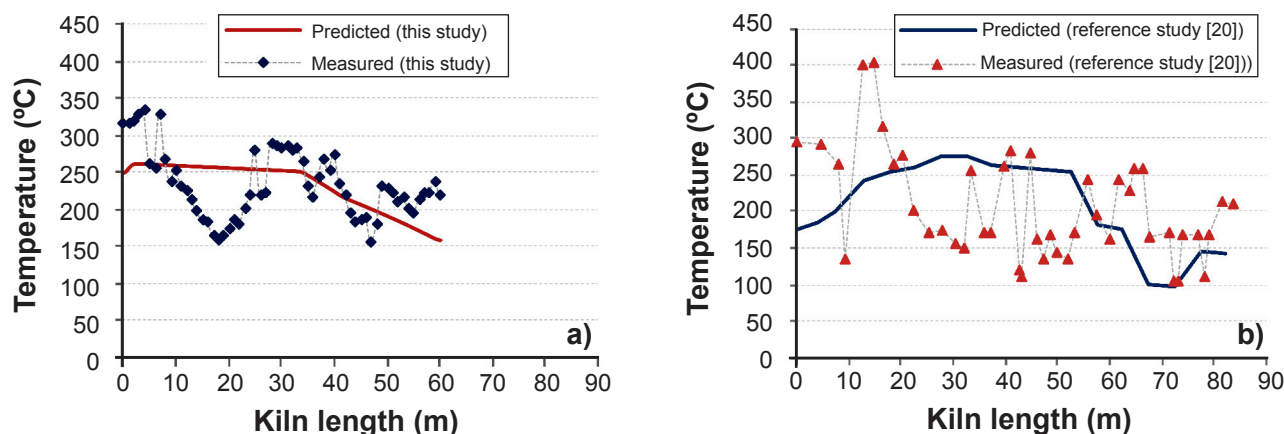 Predicted (this study)
Measured (this study)
Temperature (ºC)
450
400
350
300
250
200
150
100
50
0
0 10 20 30 40 50 60 70 80 90
Kiln length (m)
a)
Predicted (reference study [20])
Measured (reference study [20]))
Temperature (ºC)
450
400
350
300
250
200
150
100
50
0
0 10 20 30 40 50 60 70 80 90
Kiln length (m)
b)